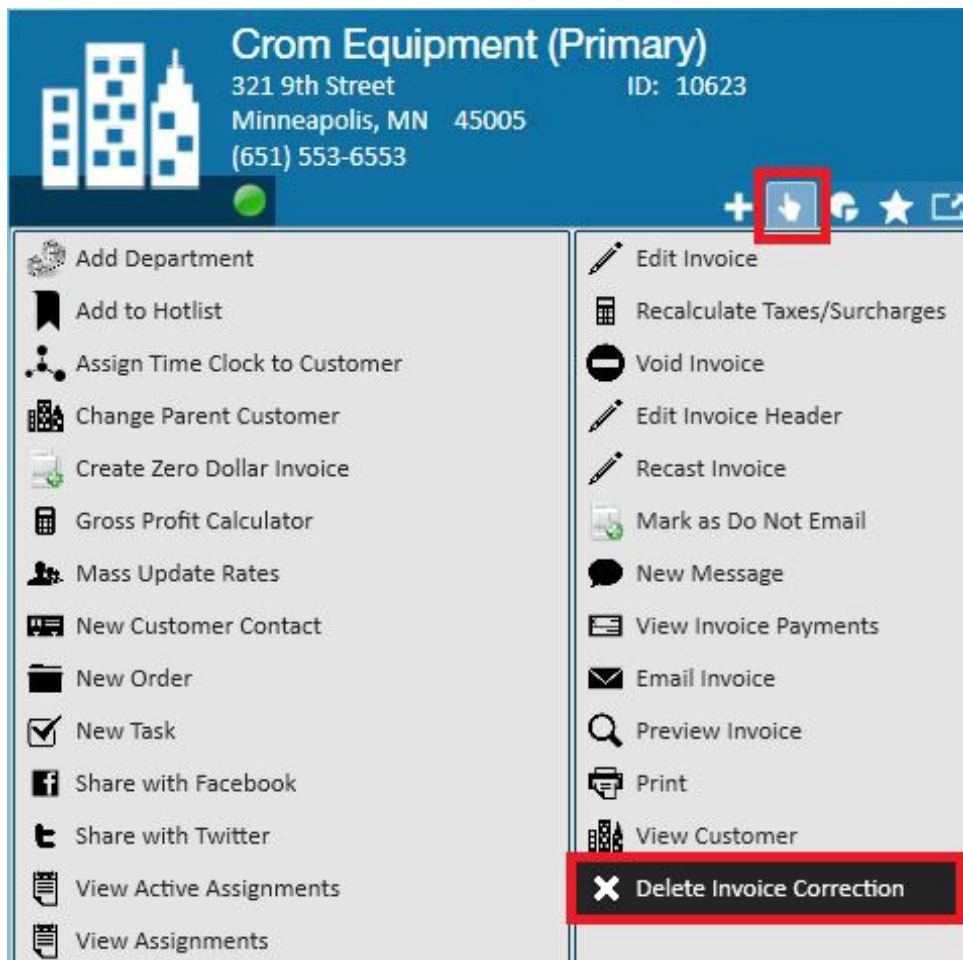 Crom Equipment (Primary)
321 9th Street ID: 10623
Minneapolis, MN 45005
(651) 553-6553
Add Department
Add to Hotlist
Assign Time Clock to Customer
Change Parent Customer
Create Zero Dollar Invoice
Gross Profit Calculator
Mass Update Rates
New Customer Contact
New Order
New Task
Share with Facebook
Share with Twitter
View Active Assignments
View Assignments
Edit Invoice
Recalculate Taxes/Surcharges
Void Invoice
Edit Invoice Header
Recast Invoice
Mark as Do Not Email
New Message
View Invoice Payments
Email Invoice
Preview Invoice
Print
View Customer
Delete Invoice Correction